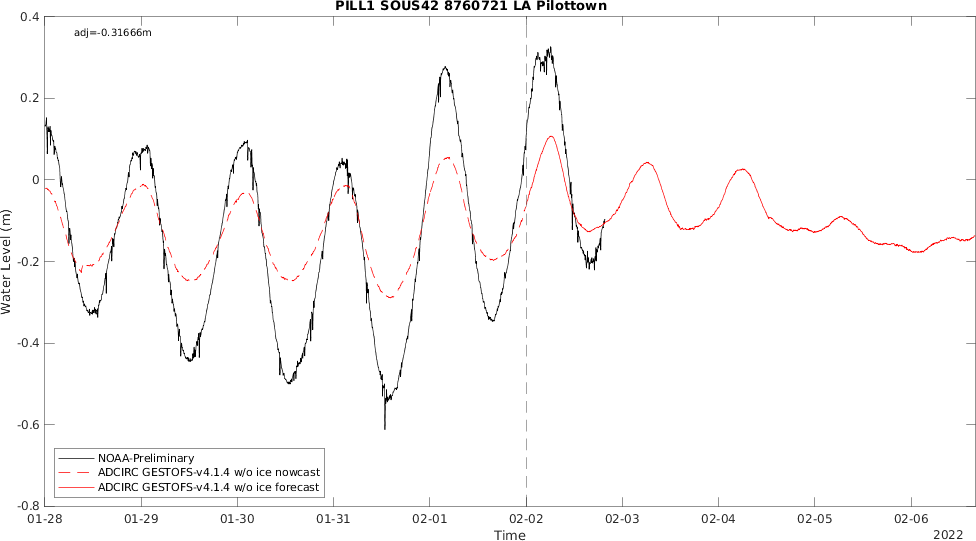 PILL1 SOUS42 8760721 LA Pilottown
adj=-0.31666m
0.4
0.2
0
-0.2
-0.4
-0.6
-0.8
Water Level (m)
NOAA-Preliminary
ADCIRC GESTOFS-v4.1.4 w/o ice nowcast
ADCIRC GESTOFS-v4.1.4 w/o ice forecast
01-28 01-29 01-30 01-31 02-01 02-02 02-03 02-04 02-05 02-06
Time
2022